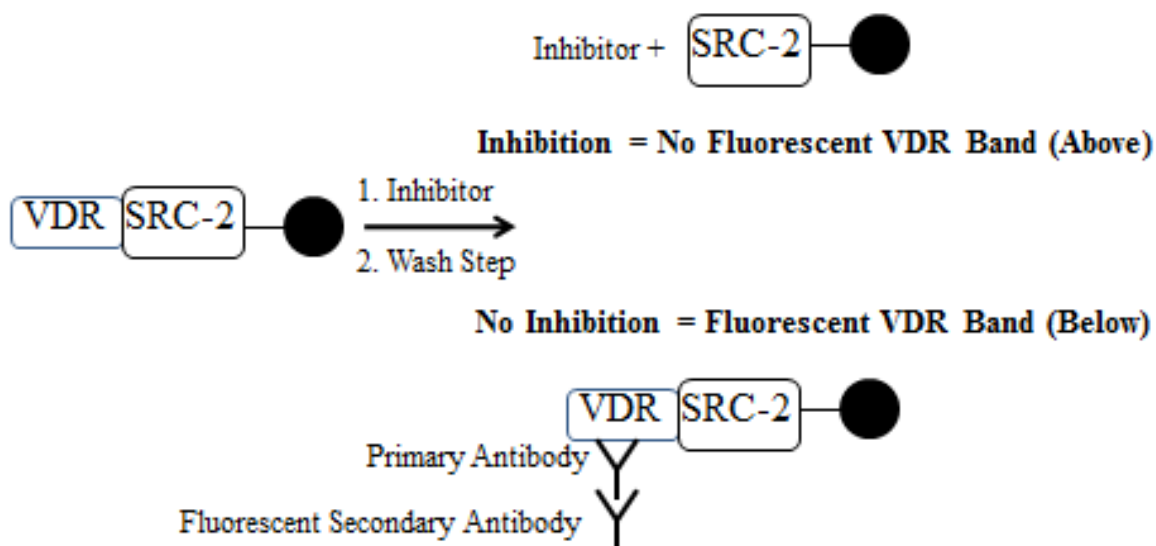 Inhibitor + SRC-2
Inhibition = No Fluorescent VDR Band (Above)
VDR SRC-2
1. Inhibitor
2. Wash Step
No Inhibition = Fluorescent VDR Band (Below)
VDR SRC-2
Primary Antibody
Fluorescent Secondary Antibody